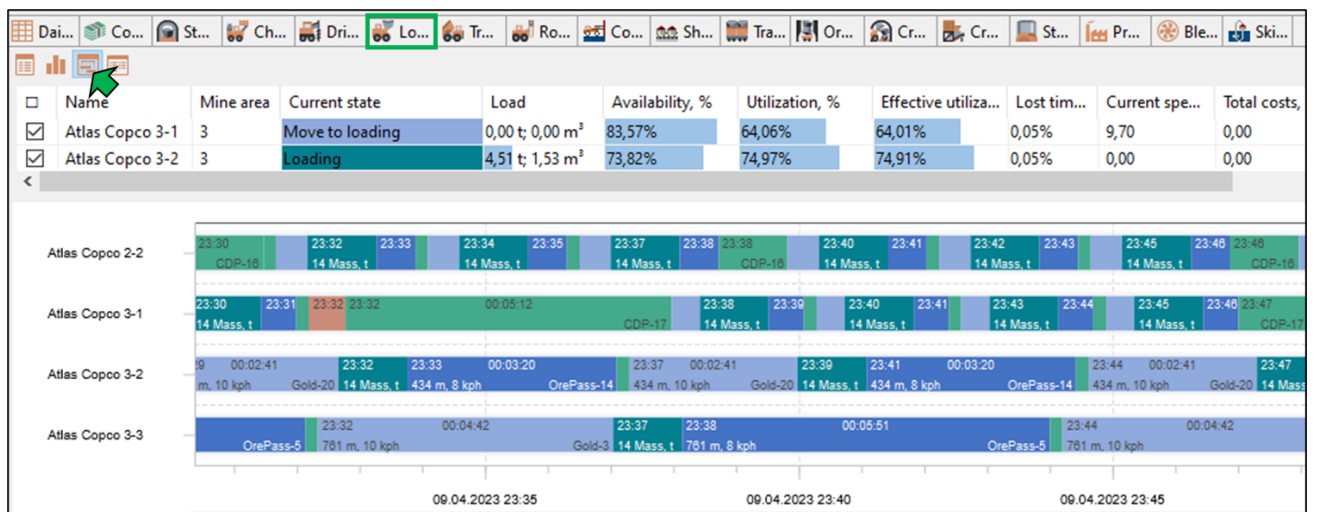 Dai... Co... St... Ch... Dri... Lo... Tr... Ro... Co... Sh... Tra... Or... Cr... Cr... St... Pr... Ble... Ski...
Name Mine area Current state Load Availability, % Utilization, % Effective utiliza... Lost tim... Current spe... Total costs,
Atlas Copco 3-1 3 Move to loading 0,00 t; 0,00 m³ 83,57% 64,06% 64,01% 0,05% 9,70 0,00
Atlas Copco 3-2 3 Loading 4,51 t; 1,53 m³ 73,82% 74,97% 74,91% 0,05% 0,00 0,00
23:30 23:32 23:33 23:34 23:35 23:37 23:38 23:38 23:40 23:41 23:42 23:43 23:45 23:46 23:46
Atlas Copco 2-2
CDP-16 14 Mass, t 14 Mass, t 14 Mass, t CDP-16 14 Mass, t 14 Mass, t 14 Mass, t CDP-16
23:30 23:31 23:32 23:32 00:05:12 23:38 23:39 23:40 23:41 23:43 23:44 23:45 23:46 23:47
Atlas Copco 3-1
14 Mass, t CDP-17 14 Mass, t 14 Mass, t 14 Mass, t 14 Mass, t CDP-17
9 00:02:41 23:32 23:33 00:03:20 23:37 00:02:41 23:39 23:41 00:03:20 23:44 00:02:41 23:47
Atlas Copco 3-2
m, 10 kph Gold-20 14 Mass, t 434 m, 8 kph OrePass-14 434 m, 10 kph Gold-20 14 Mass, t 434 m, 8 kph OrePass-14 434 m, 10 kph Gold-20 14 Mass
23:32 00:04:42 23:37 23:38 00:05:51 23:44 00:04:42
Atlas Copco 3-3
OrePass-5 761 m, 10 kph Gold-3 14 Mass, t 761 m, 8 kph OrePass-5 761 m, 10 kph
09.04.2023 23:35 09.04.2023 23:40 09.04.2023 23:45